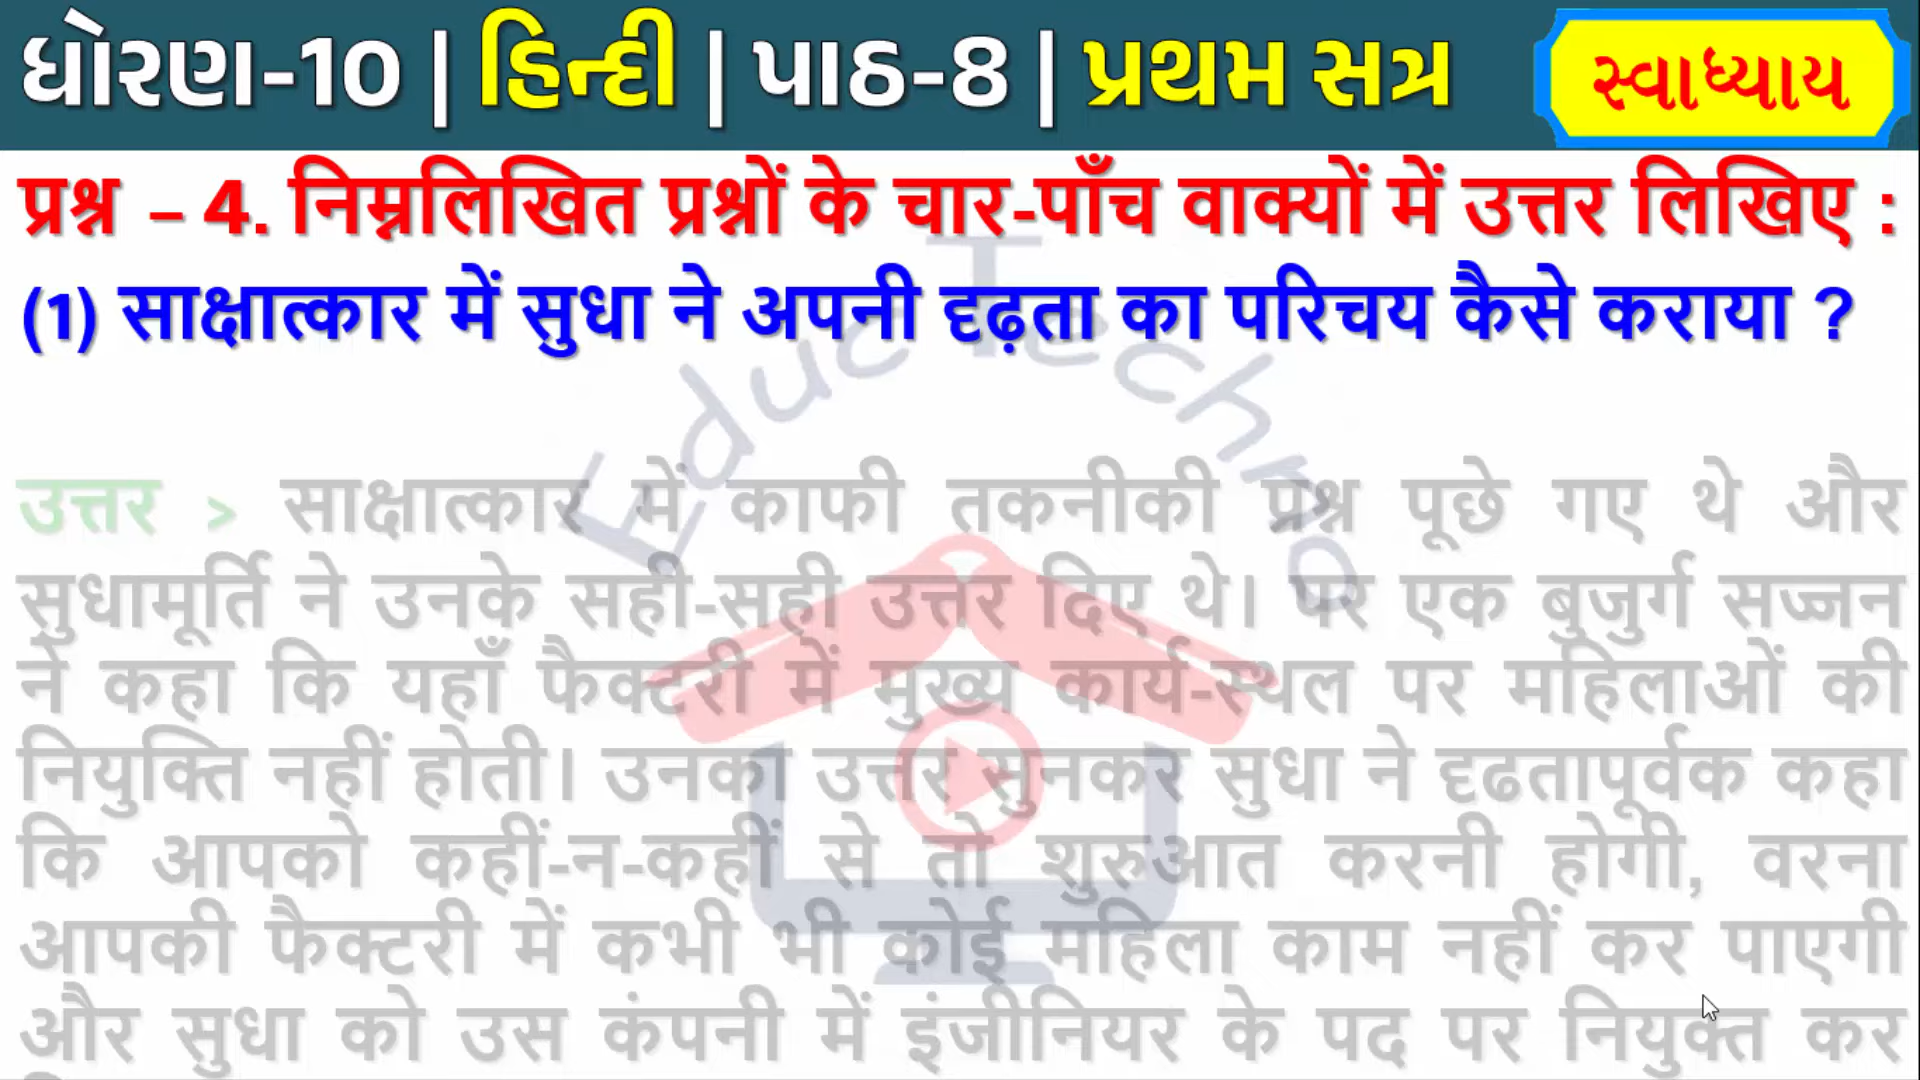 ધોરણ-10 | હિન્દી | પાઠ-8 | પ્રથમ સત્ર
સ્વાધ્યાય
प्रश्न – 4. निम्नलिखित प्रश्नों के चार-पाँच वाक्यों में उत्तर लिखिए :
(1) साक्षात्कार में सुधा ने अपनी दृढ़ता का परिचय कैसे कराया ?
EducTechno
उत्तर > साक्षात्कार में काफी तकनीकी प्रश्न पूछे गए थे और
सुधामूर्ति ने उनके सही-सही उत्तर दिए थे। पर एक बुजुर्ग सज्जन
ने कहा कि यहाँ फैक्टरी में मुख्य कार्य-स्थल पर महिलाओं की
नियुक्ति नहीं होती। उनका उत्तर सुनकर सुधा ने दृढतापूर्वक कहा
कि आपको कहीं-न-कहीं से तो शुरुआत करनी होगी, वरना
आपकी फैक्टरी में कभी भी कोई महिला काम नहीं कर पाएगी
और सुधा को उस कंपनी में इंजीनियर के पद पर नियुक्त कर